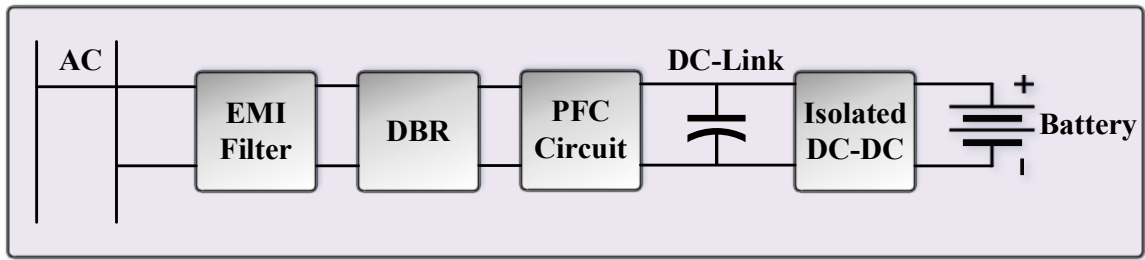 AC
EMI
Filter
DBR
PFC
Circuit
DC-Link
Isolated
DC-DC
+
Battery
-